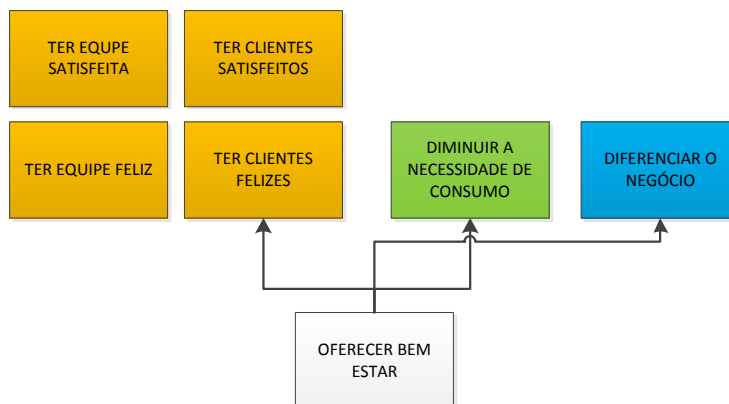 TER EQUPE
SATISFEITA
TER CLIENTES
SATISFEITOS
TER EQUIPE FELIZ
TER CLIENTES
FELIZES
DIMINUIR A
NECESSIDADE DE
CONSUMO
DIFERENCIAR O
NEGÓCIO
OFERECER BEM
ESTAR